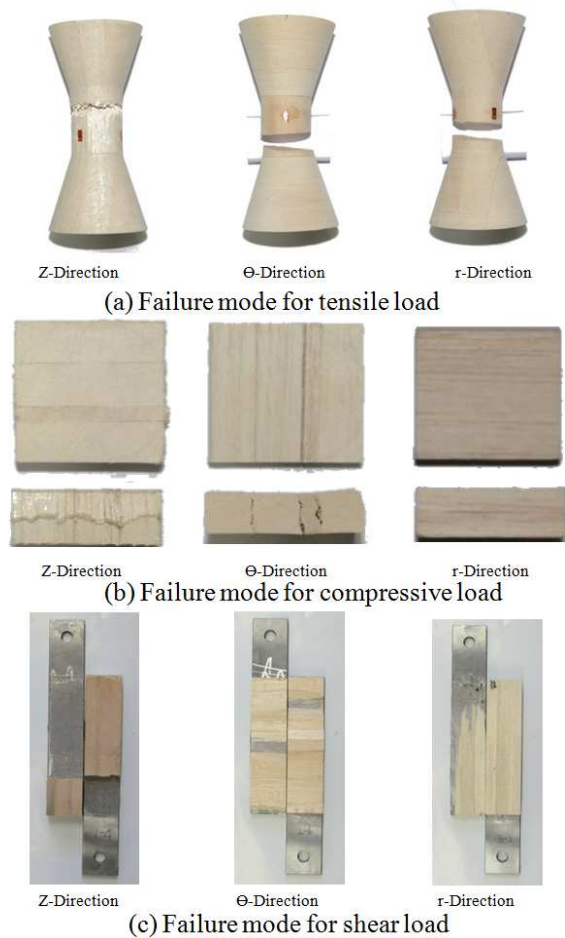 Z-Direction
Ө-Direction
r-Direction
(a) Failure mode for tensile load
Z-Direction
Ө-Direction
r-Direction
(b) Failure mode for compressive load
Z-Direction
Ө-Direction
r-Direction
(c) Failure mode for shear load